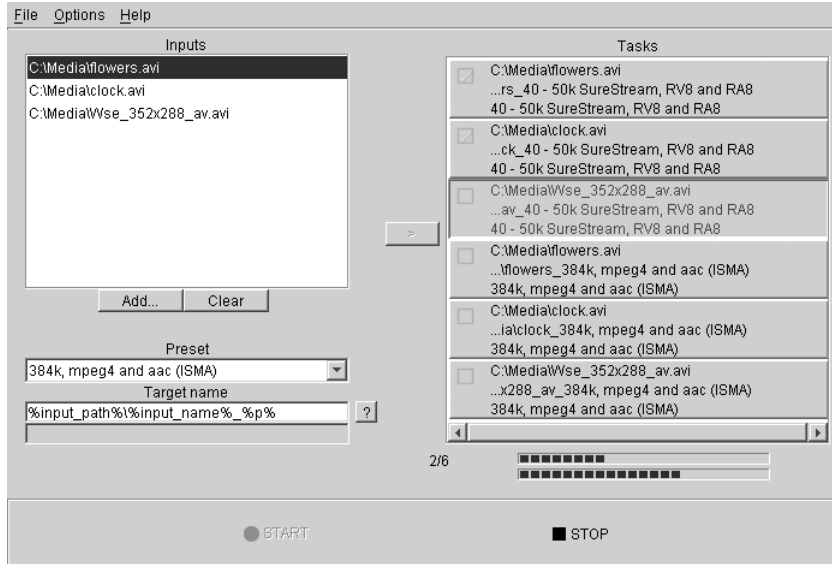 File Options Help
Inputs
C:\Media\flowers.avi
C:\Media\clock.avi
C:\Media\Wse_352x288_av.avi
Add... Clear
Preset
384k, mpeg4 and aac (ISMA)
Target name
%input_path%\%input_name%_%p%
?
>
Tasks
C:\Media\flowers.avi
...rs_40 - 50k SureStream, RV8 and RA8
40 - 50k SureStream, RV8 and RA8
C:\Media\clock.avi
...ck_40 - 50k SureStream, RV8 and RA8
40 - 50k SureStream, RV8 and RA8
C:\Media\Wse_352x288_av.avi
...av_40 - 50k SureStream, RV8 and RA8
40 - 50k SureStream, RV8 and RA8
C:\Media\flowers.avi
...\flowers_384k, mpeg4 and aac (ISMA)
384k, mpeg4 and aac (ISMA)
C:\Media\clock.avi
...ia\clock_384k, mpeg4 and aac (ISMA)
384k, mpeg4 and aac (ISMA)
C:\Media\Wse_352x288_av.avi
...x288_av_384k, mpeg4 and aac (ISMA)
384k, mpeg4 and aac (ISMA)
2/6
START
STOP